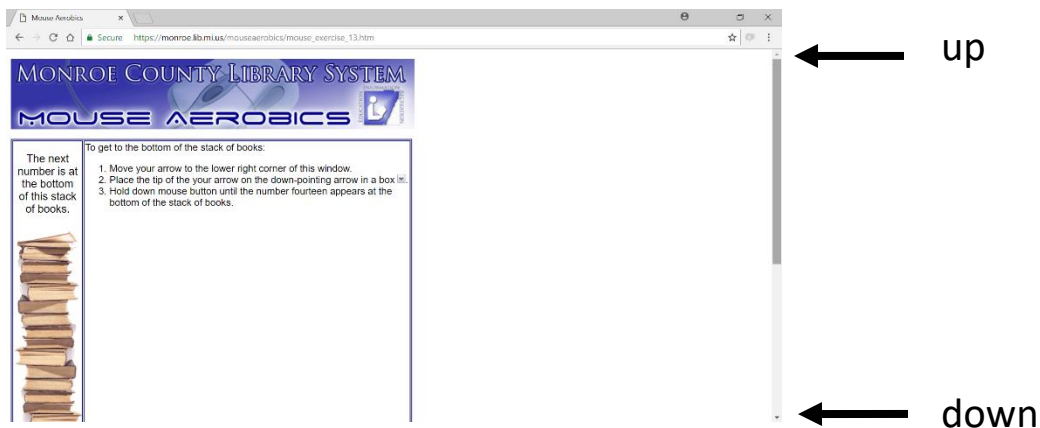 Mouse Aerobics
Secure https://monroe.lib.mi.us/mouseaerobics/mouse_exercise_13.htm
up
MONROE COUNTY LIBRARY SYSTEM
MOUSE AEROBICS
The next
number is at
the bottom
of this stack
of books.
To get to the bottom of the stack of books:
1. Move your arrow to the lower right corner of this window.
2. Place the tip of the your arrow on the down-pointing arrow in a box .
3. Hold down mouse button until the number fourteen appears at the
bottom of the stack of books.
down